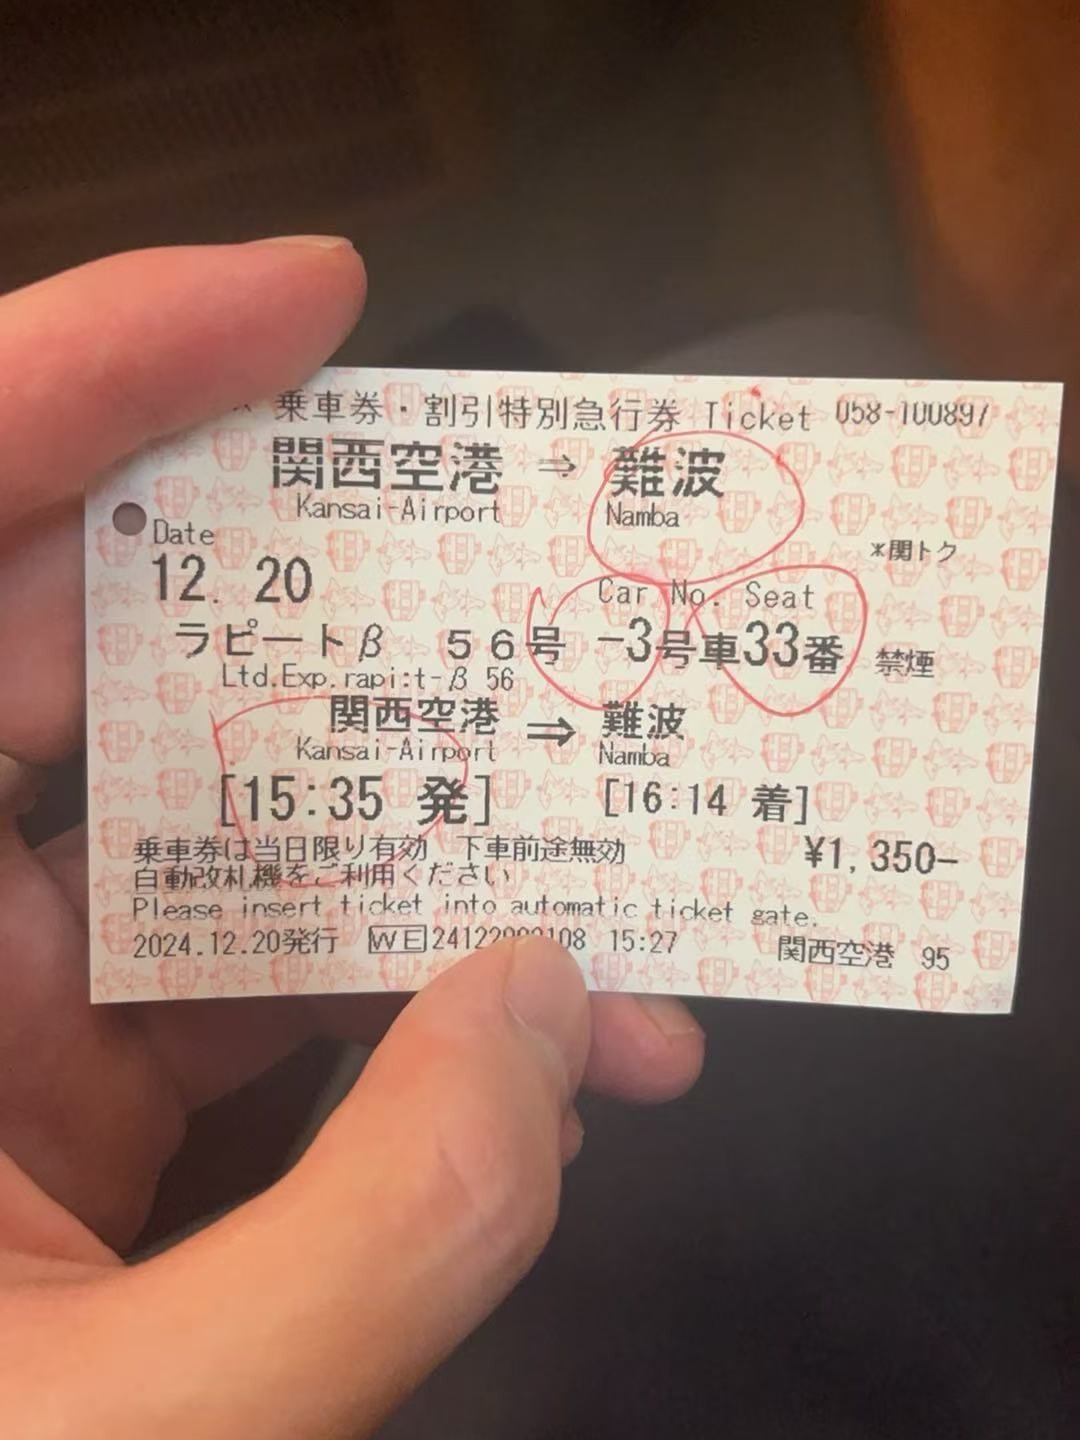 乗車券・割引特別急行券 Ticket 058-100897
関西空港 ⇒ 難波
Kansai-Airport Namba
Date
*関トク
12. 20
Car No. Seat
ラピートβ 56号 -3号車33番 禁煙
Ltd.Exp.rapi:t-β 56
関西空港 ⇒ 難波
Kansai-Airport Namba
[15:35 発] [16:14 着]
乗車券は当日限り有効 下車前途無効 ¥1,350-
自動改札機をご利用ください
Please insert ticket into automatic ticket gate.
2024.12.20発行 WE 15:27 関西空港 95